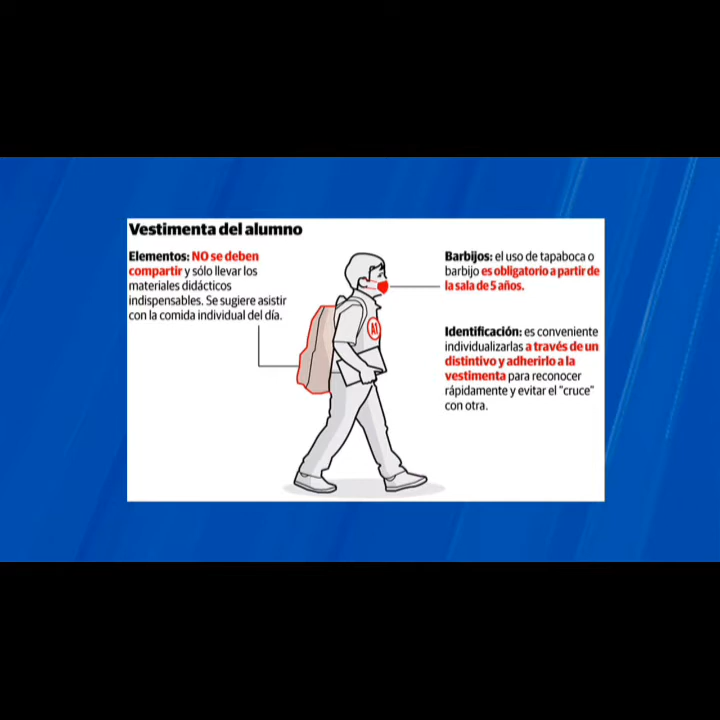 Vestimenta del alumno
Elementos: NO se deben
compartir y sólo llevar los
materiales didácticos
indispensables. Se sugiere asistir
con la comida individual del día.
Barbijos: el uso de tapaboca o
barbijo es obligatorio a partir de
la sala de 5 años.
A1
Identificación: es conveniente
individualizarlas a través de un
distintivo y adherirlo a la
vestimenta para reconocer
rápidamente y evitar el "cruce"
con otra.